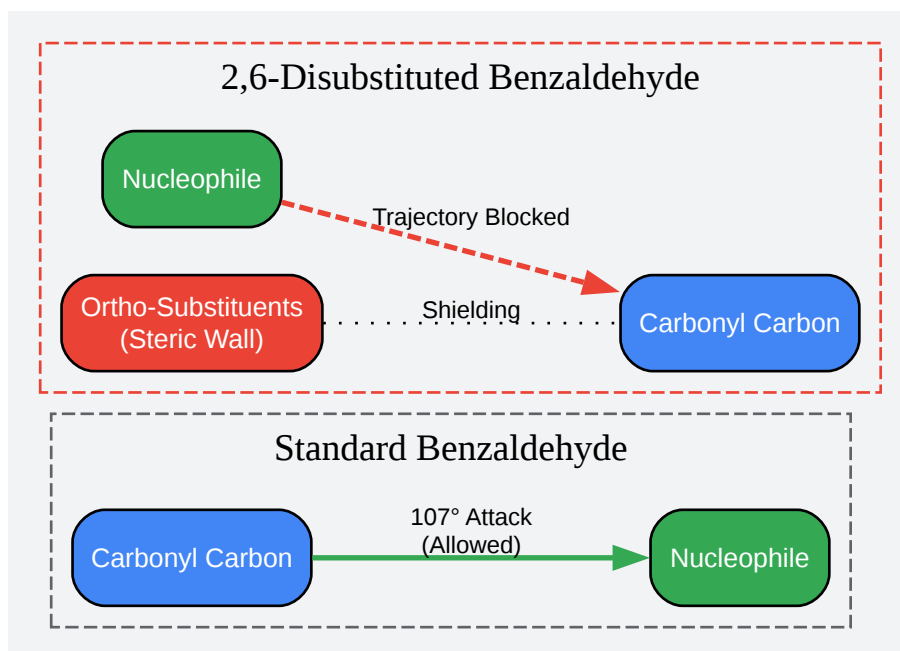 2,6-Disubstituted Benzaldehyde
Nucleophile
Trajectory Blocked
Ortho-Substituents
(Steric Wall)
Shielding
Carbonyl Carbon
Standard Benzaldehyde
Carbonyl Carbon
107° Attack
(Allowed)
Nucleophile